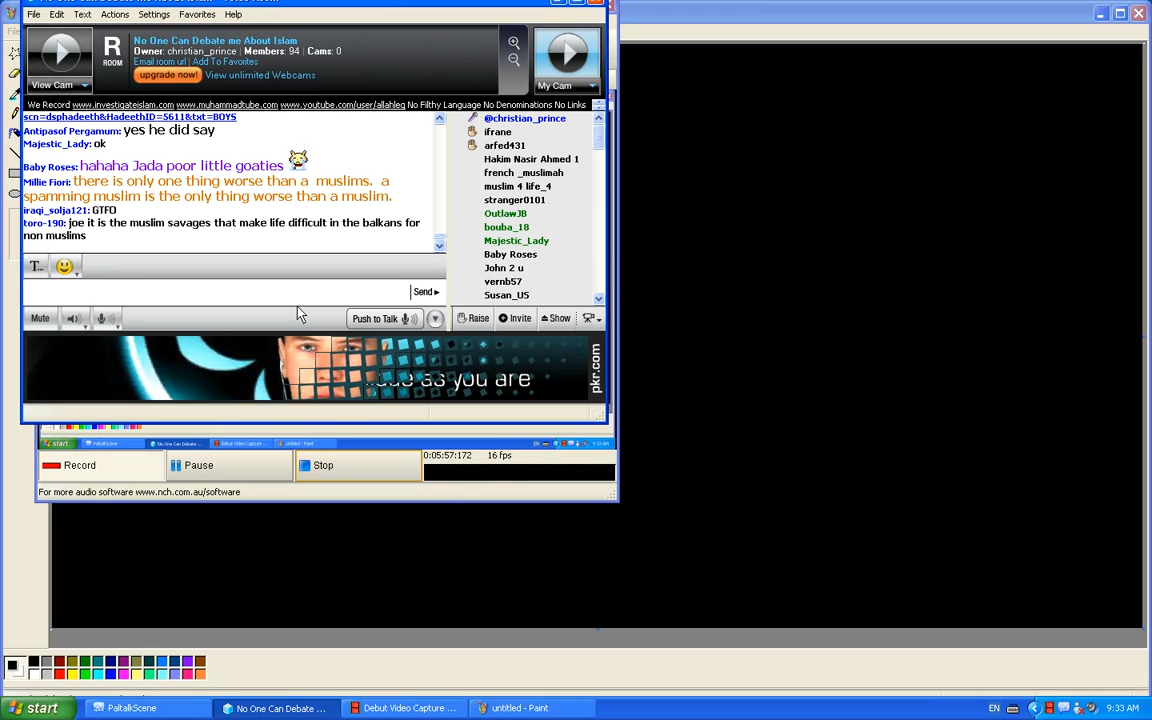 File Edit Text Actions Settings Favorites Help
No One Can Debate me About Islam
R
ROOM
Owner: christian_prince | Members: 94 | Cams: 0
Email room url | Add To Favorites
upgrade now! View unlimited Webcams
View Cam
My Cam
We Record www.investigateislam.com www.muhammadtube.com www.youtube.com/user/allahleg No Filthy Language No Denominations No Links
scn=dsphadeeth&HadeethID=5611&txt=BOYS
Antipasof Pergamum: yes he did say
Majestic_Lady: ok
Baby Roses: hahaha Jada poor little goaties
Millie Fiori: there is only one thing worse than a muslims. a
spamming muslim is the only thing worse than a muslim.
iraqi_solja121: GTFO
toro-190: joe it is the muslim savages that make life difficult in the balkans for
non muslims
@christian_prince
ifrane
arfed431
Hakim Nasir Ahmed 1
french _muslimah
muslim 4 life_4
stranger0101
OutlawJB
bouba_18
Majestic_Lady
Baby Roses
John 2 u
vernb57
Susan_US
T...
Send
Mute
Push to Talk
Raise Invite Show
ade as you are
pkr.com
start
Record Pause Stop
0:05:57:172 16 fps
For more audio software www.nch.com.au/software
start PaltalkScene No One Can Debate ... Debut Video Capture ... untitled - Paint EN 9:33 AM